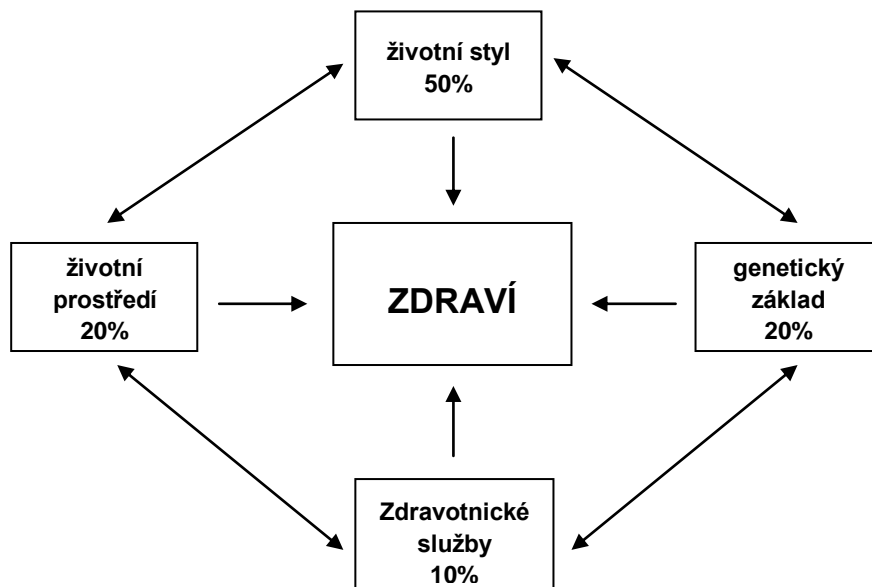 životní styl
50%
životní
prostředí
20%
ZDRAVÍ
genetický
základ
20%
Zdravotnické
služby
10%